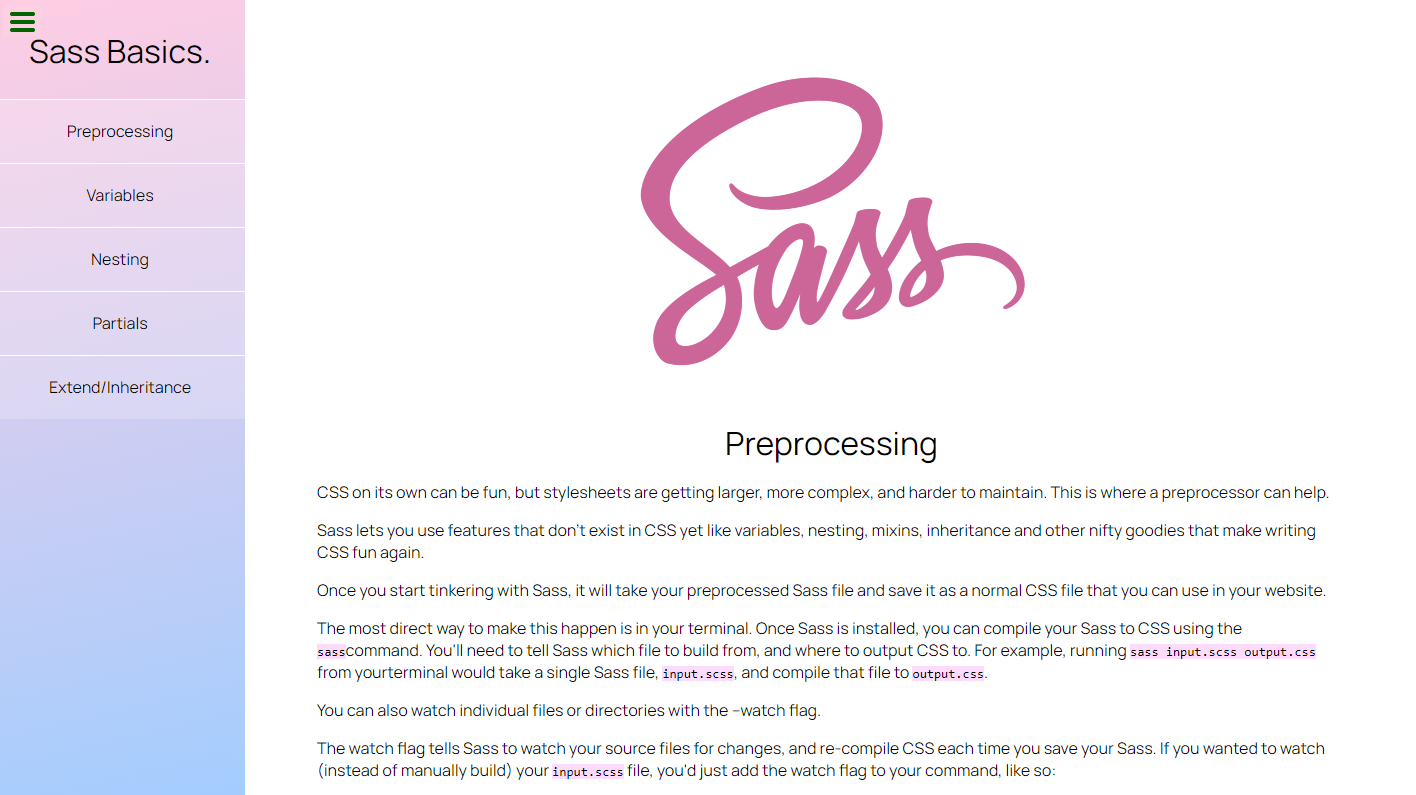 Sass Basics.
Preprocessing
Variables
Nesting
Partials
Extend/Inheritance
Sass
Preprocessing
CSS on its own can be fun, but stylesheets are getting larger, more complex, and harder to maintain. This is where a preprocessor can help.
Sass lets you use features that don't exist in CSS yet like variables, nesting, mixins, inheritance and other nifty goodies that make writing
CSS fun again.
Once you start tinkering with Sass, it will take your preprocessed Sass file and save it as a normal CSS file that you can use in your website.
The most direct way to make this happen is in your terminal. Once Sass is installed, you can compile your Sass to CSS using the
sasscommand. You'll need to tell Sass which file to build from, and where to output CSS to. For example, running sass input.scss output.css
from yourterminal would take a single Sass file, input.scss, and compile that file to output.css.
You can also watch individual files or directories with the –watch flag.
The watch flag tells Sass to watch your source files for changes, and re-compile CSS each time you save your Sass. If you wanted to watch
(instead of manually build) your input.scss file, you'd just add the watch flag to your command, like so: